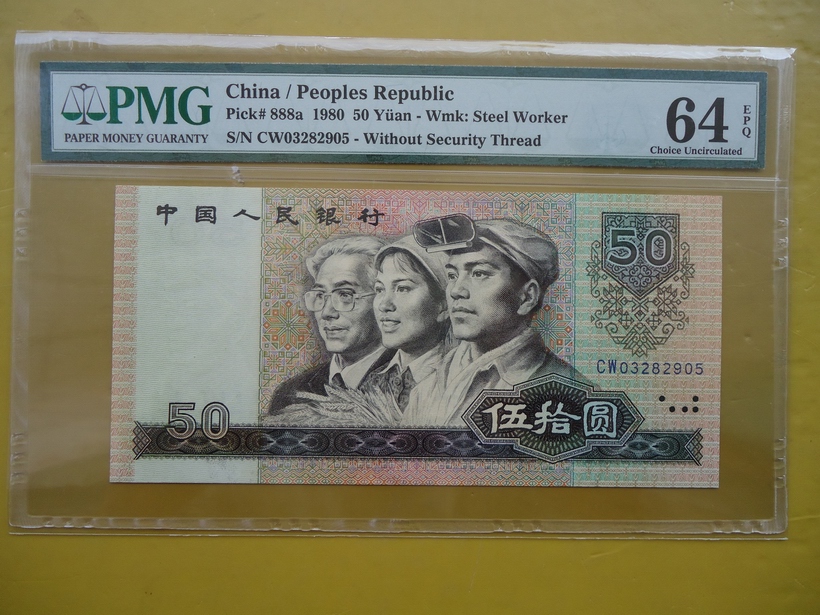 PMG
PAPER MONEY GUARANTY
China / Peoples Republic
Pick# 888a 1980 50 Yüan - Wmk: Steel Worker
S/N CW03282905 - Without Security Thread
64 EPQ
Choice Uncirculated
中国人民银行
50
CW03282905
50
伍拾圆